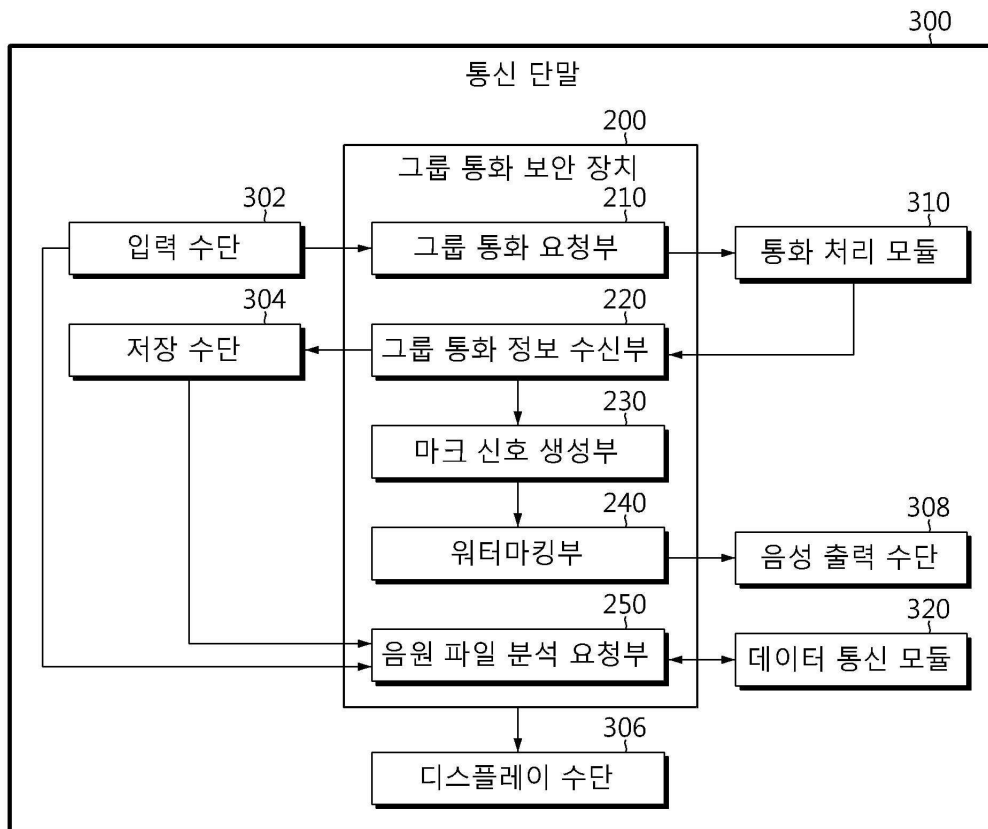 300
통신 단말
200
그룹 통화 보안 장치
302
입력 수단
210
그룹 통화 요청부
310
통화 처리 모듈
304
저장 수단
220
그룹 통화 정보 수신부
230
마크 신호 생성부
240
워터마킹부
308
음성 출력 수단
250
음원 파일 분석 요청부
320
데이터 통신 모듈
306
디스플레이 수단